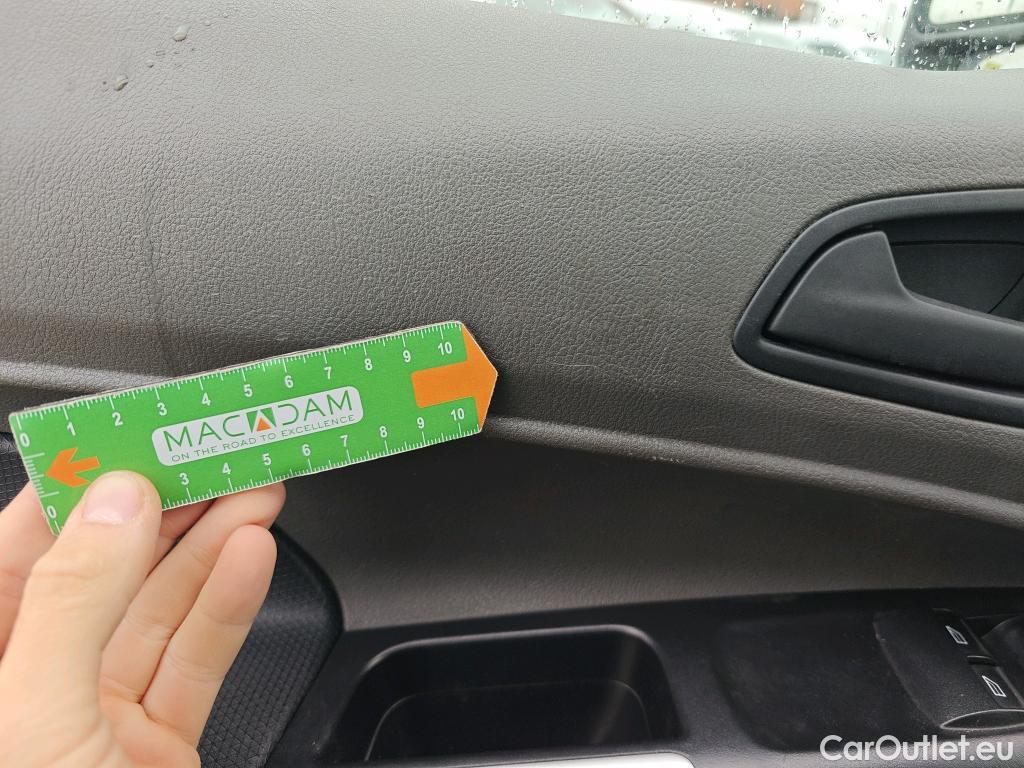 0 1 2 3 4 5 6 7 8 9 10
MACADAM
ON THE ROAD TO EXCELLENCE
0 3 4 5 6 7 8 9 10
CarOutlet.eu